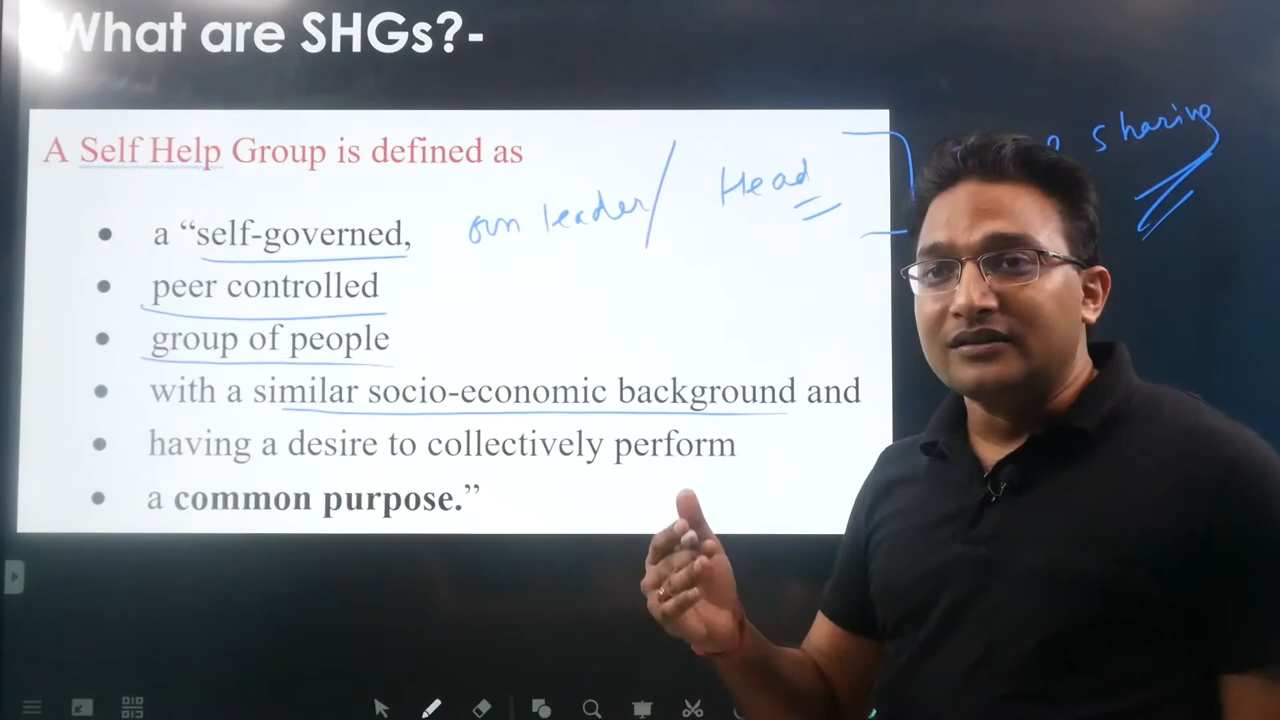 What are SHGs?-
sharing
A Self Help Group is defined as
Head
own leader/
• a “self-governed,
• peer controlled
• group of people
• with a similar socio-economic background and
• having a desire to collectively perform
• a common purpose.”